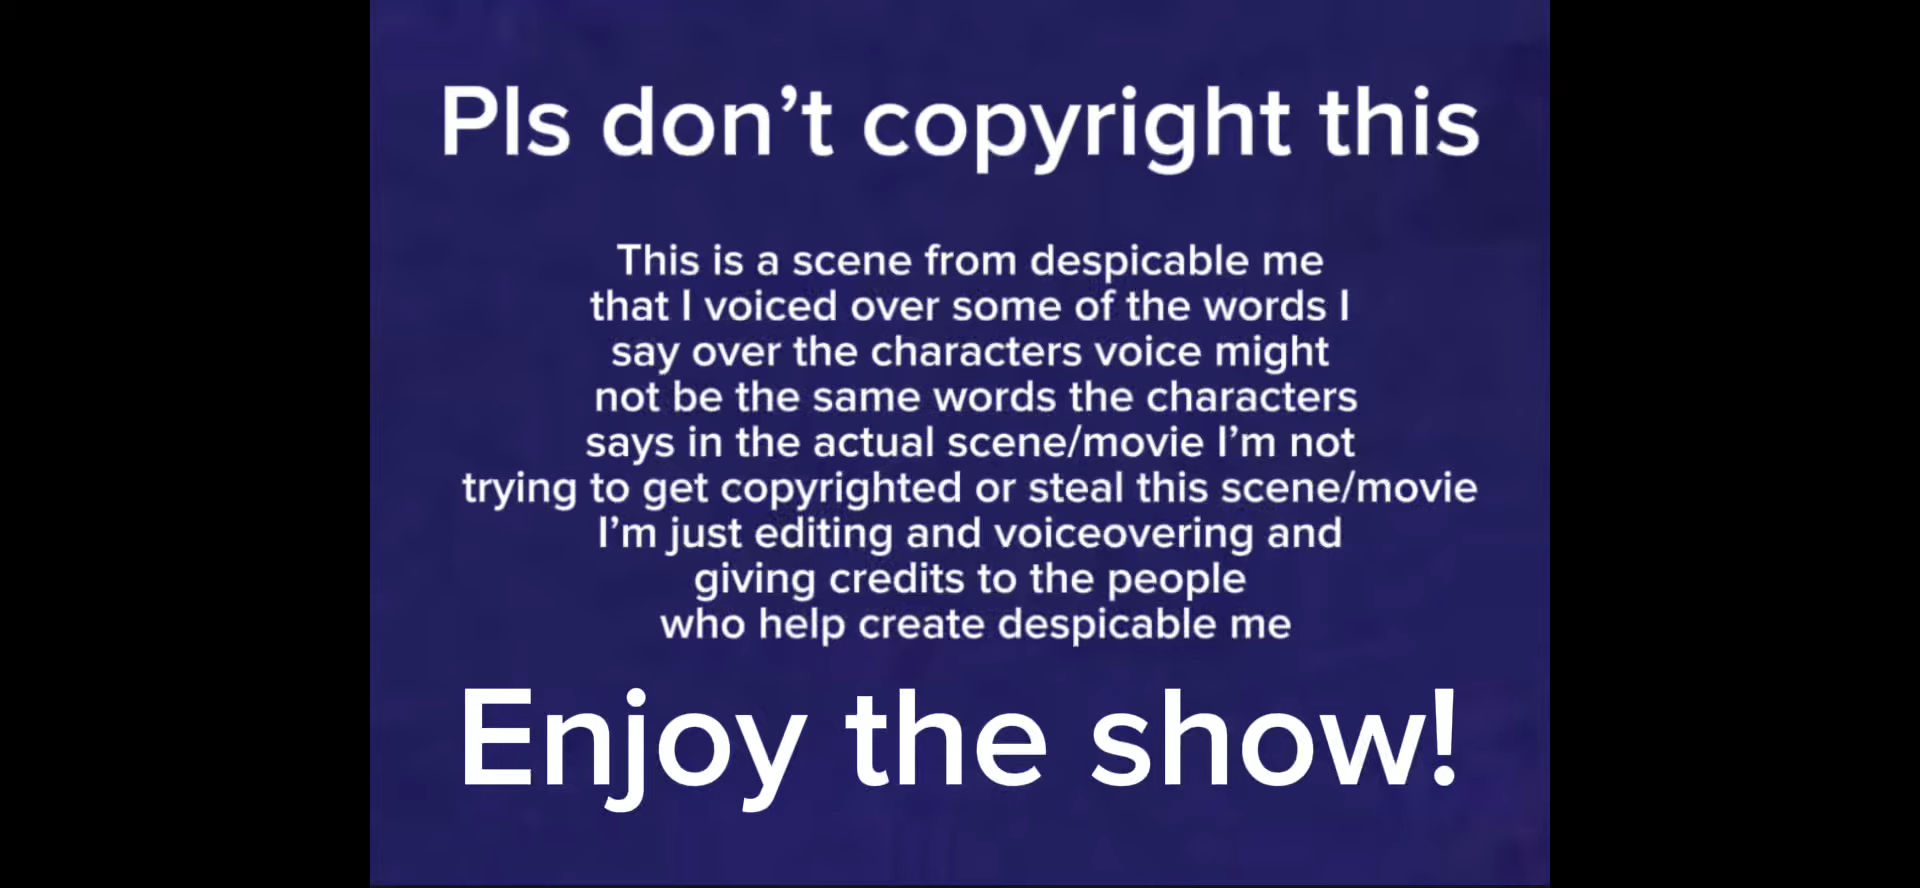 Pls don’t copyright this
This is a scene from despicable me
that I voiced over some of the words I
say over the characters voice might
not be the same words the characters
says in the actual scene/movie I’m not
trying to get copyrighted or steal this scene/movie
I’m just editing and voiceovering and
giving credits to the people
who help create despicable me
Enjoy the show!